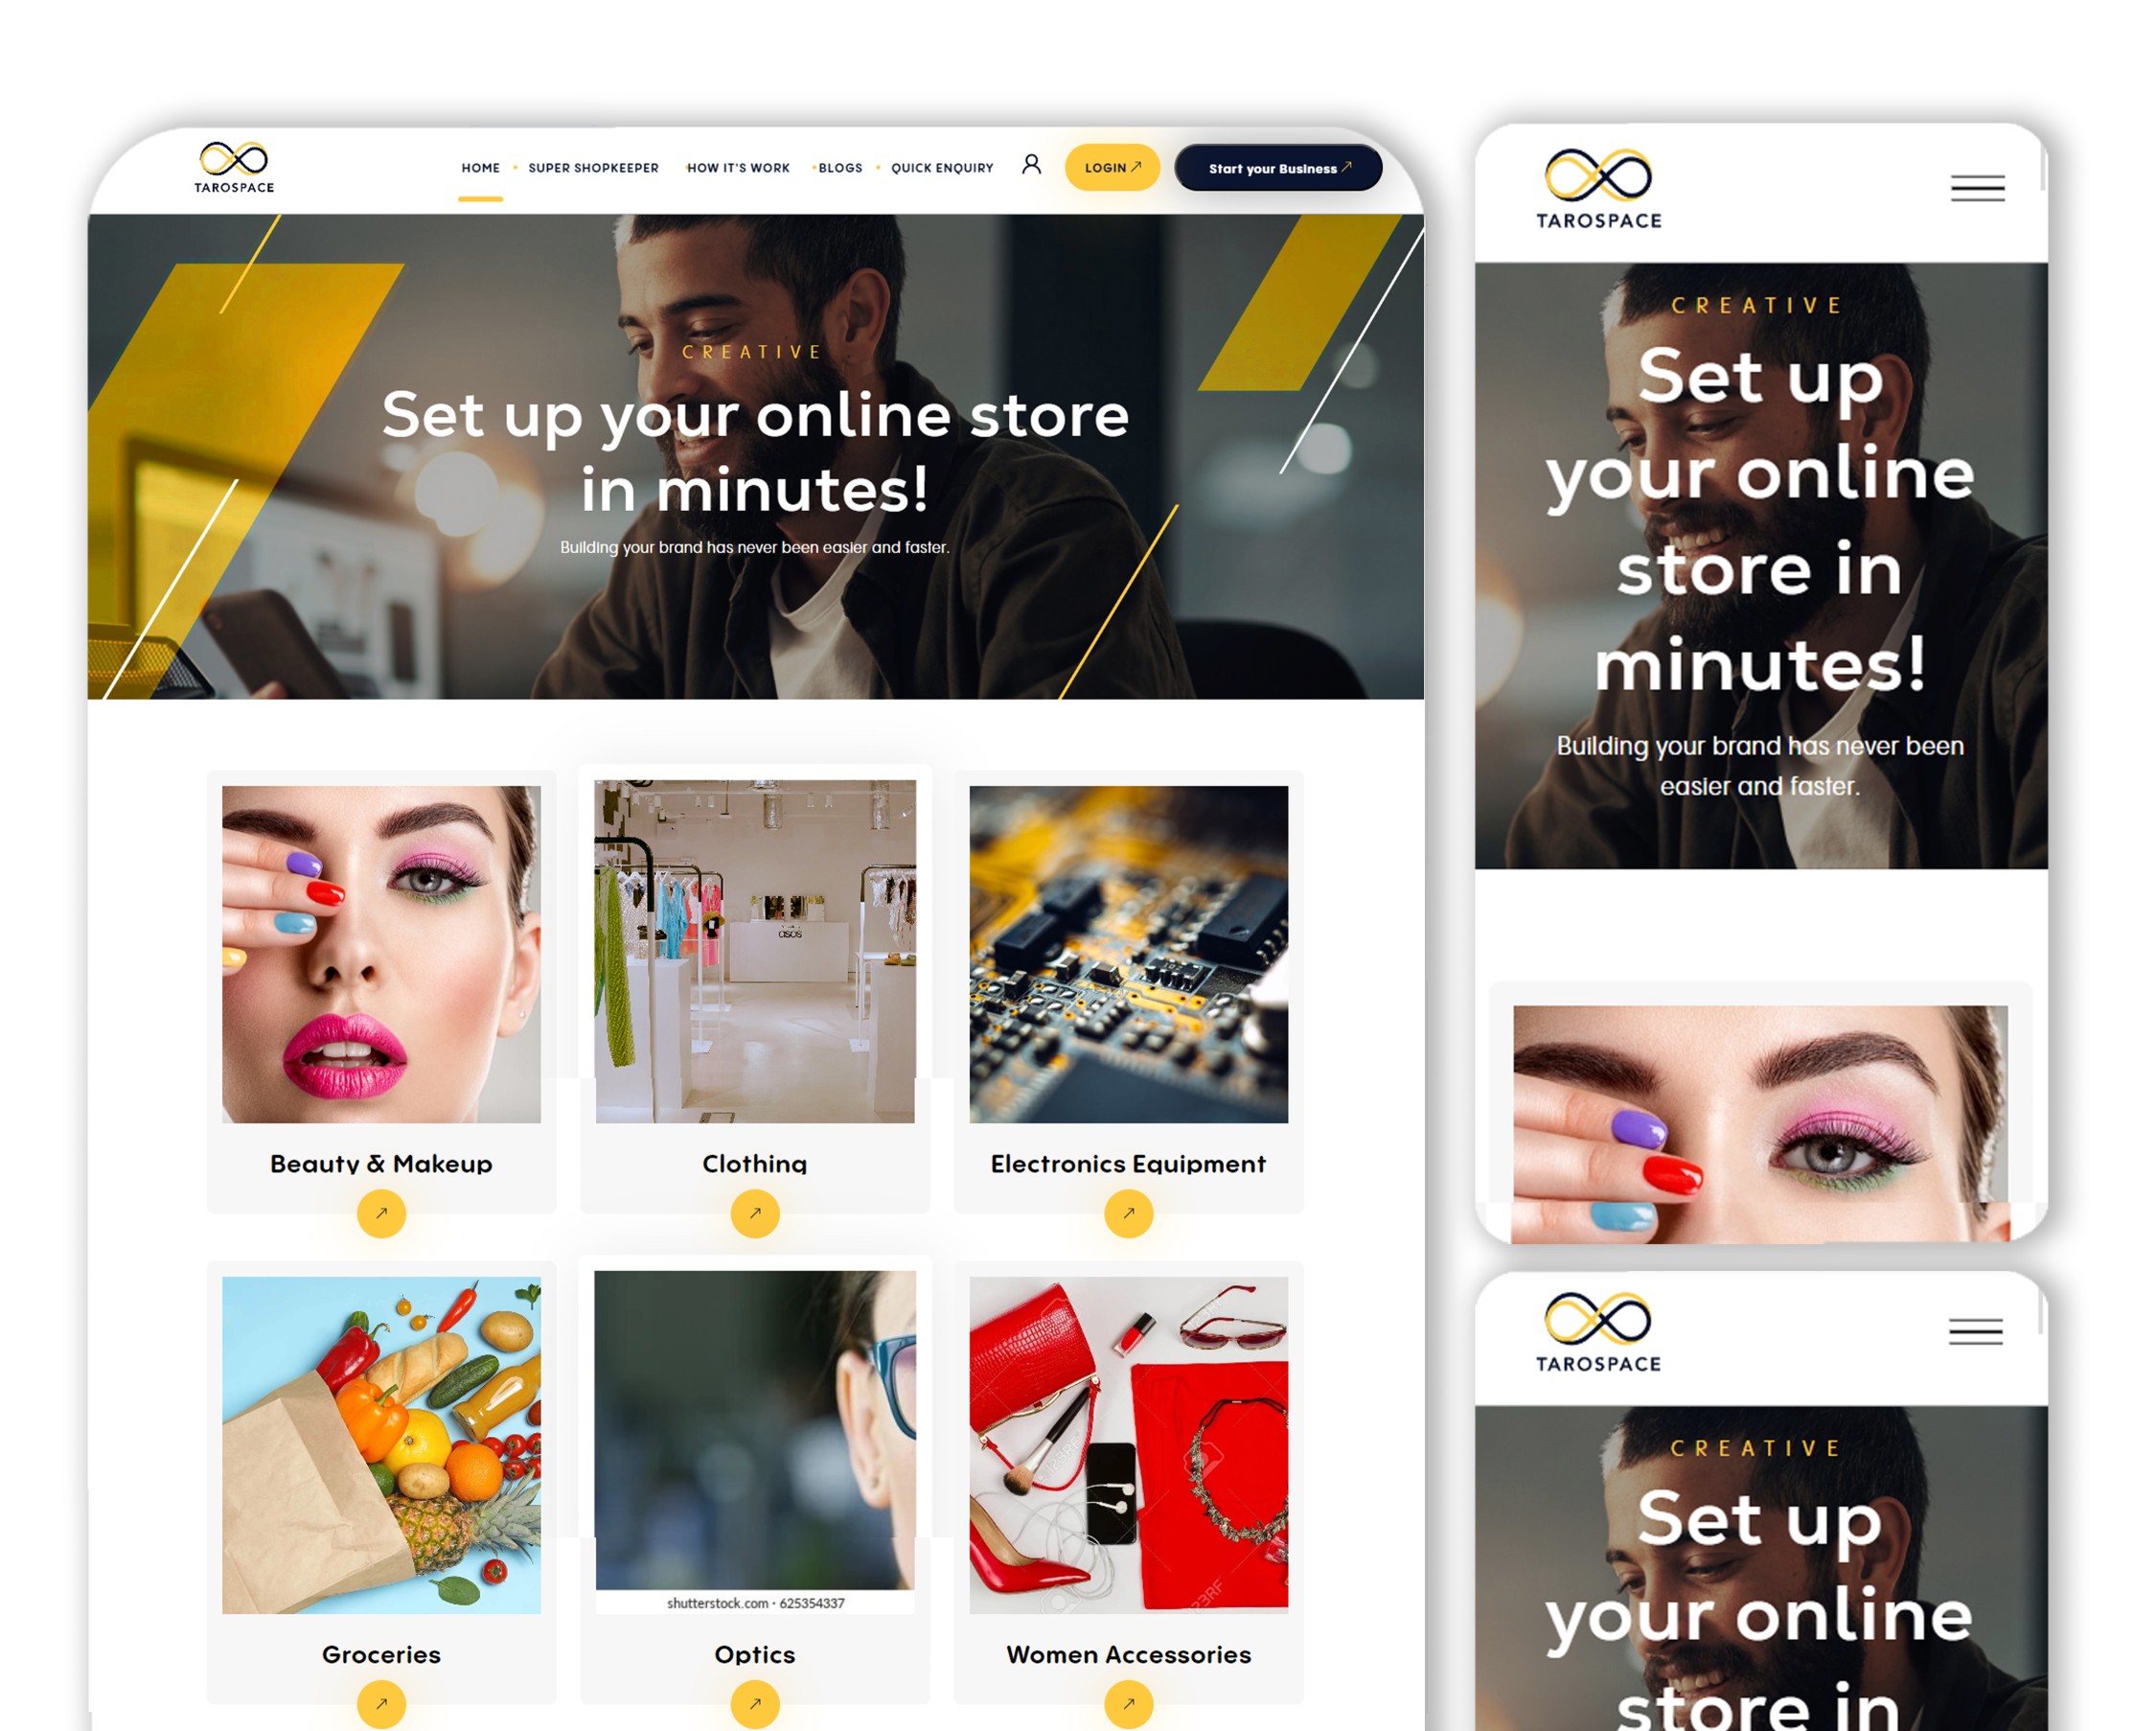 TAROSPACE
HOME
SUPER SHOPKEEPER
HOW IT'S WORK
BLOGS
QUICK ENQUIRY
LOGIN
Start your Business
CREATIVE
Set up your online store
in minutes!
Building your brand has never been easier and faster.
asos
Beauty & Makeup
Clothing
Electronics Equipment
shutterstock.com · 625354337
123RF
123RF
Groceries
Optics
Women Accessories
TAROSPACE
CREATIVE
Set up
your online
store in
minutes!
Building your brand has never been
easier and faster.
TAROSPACE
CREATIVE
Set up
your online
store in